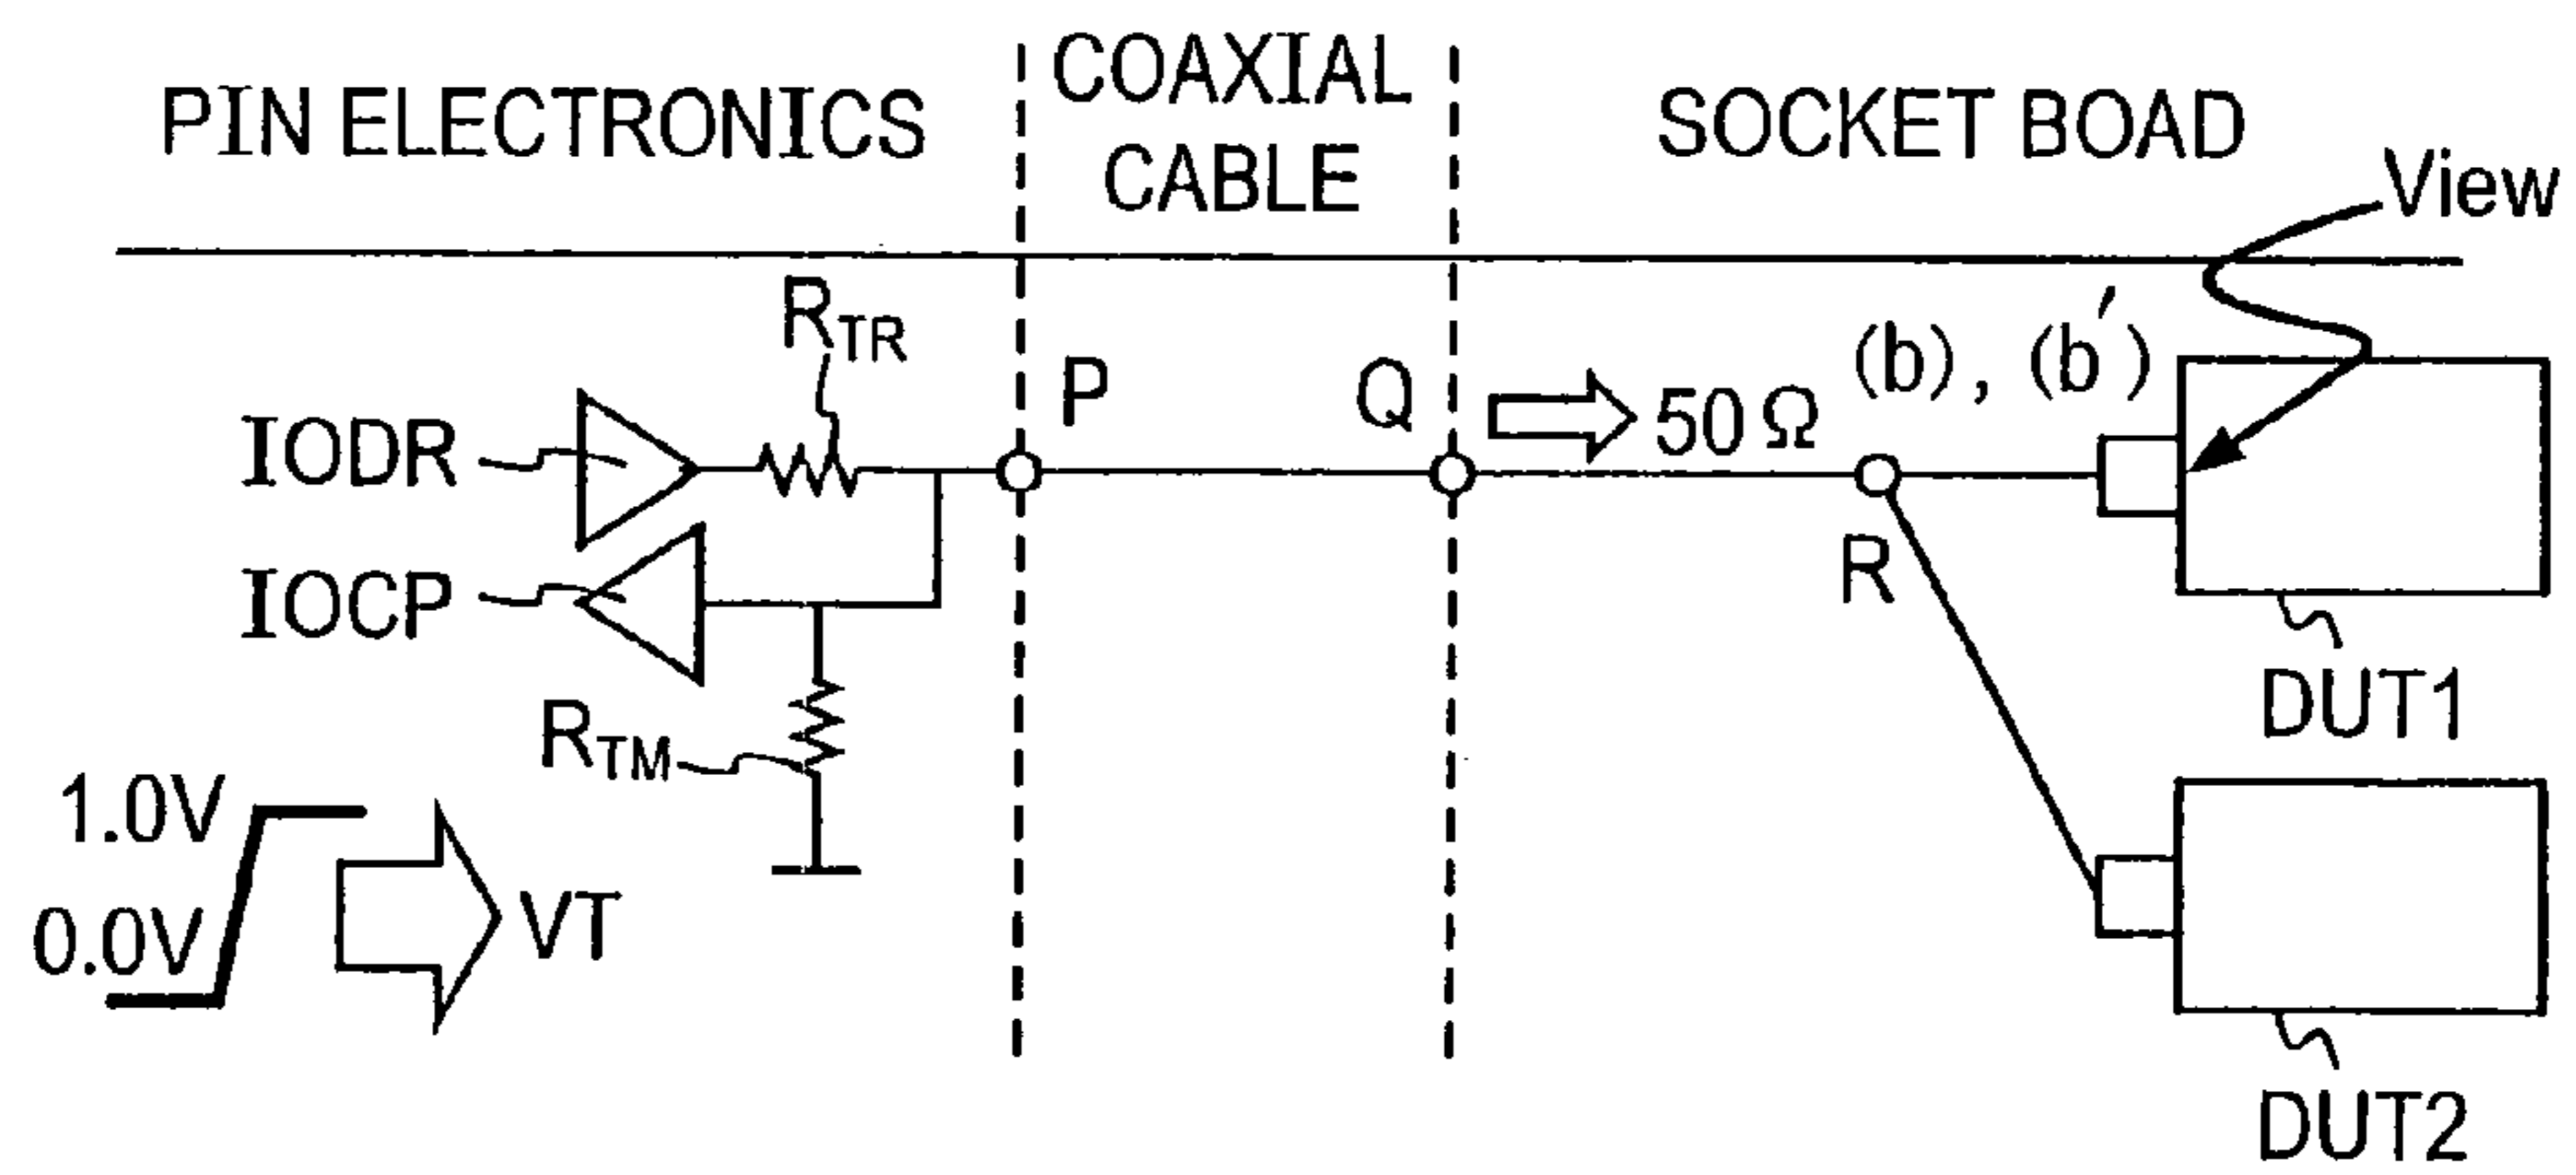 PIN ELECTRONICS
COAXIAL
CABLE
SOCKET BOAD
View
RTR
P
Q
50Ω
(b), (b′)
IODR
R
IOCP
DUT1
RTM
1.0V
0.0V
VT
DUT2